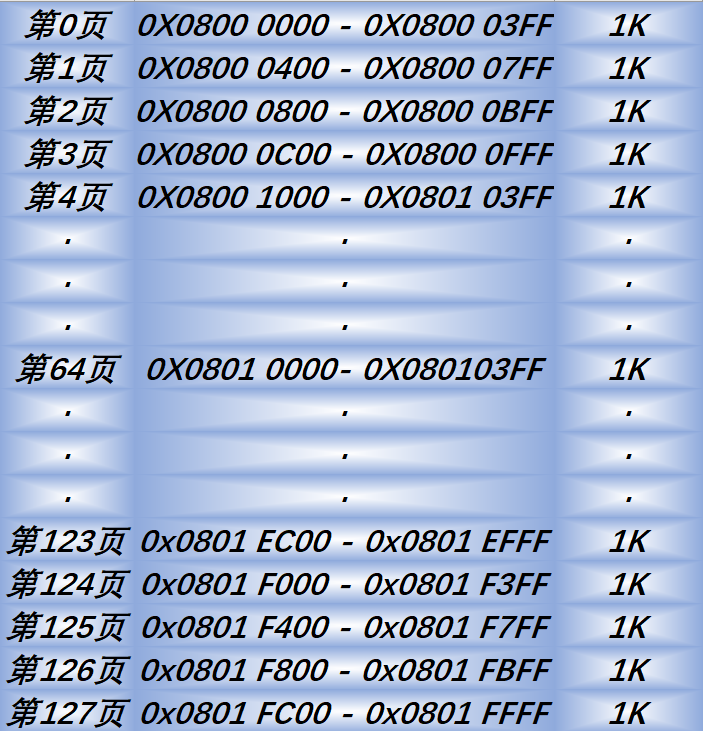 第0页 0X0800 0000 - 0X0800 03FF 1K
第1页 0X0800 0400 - 0X0800 07FF 1K
第2页 0X0800 0800 - 0X0800 0BFF 1K
第3页 0X0800 0C00 - 0X0800 0FFF 1K
第4页 0X0800 1000 - 0X0801 03FF 1K
. . .
. . .
. . .
第64页 0X0801 0000- 0X080103FF 1K
. . .
. . .
. . .
第123页 0x0801 EC00 - 0x0801 EFFF 1K
第124页 0x0801 F000 - 0x0801 F3FF 1K
第125页 0x0801 F400 - 0x0801 F7FF 1K
第126页 0x0801 F800 - 0x0801 FBFF 1K
第127页 0x0801 FC00 - 0x0801 FFFF 1K